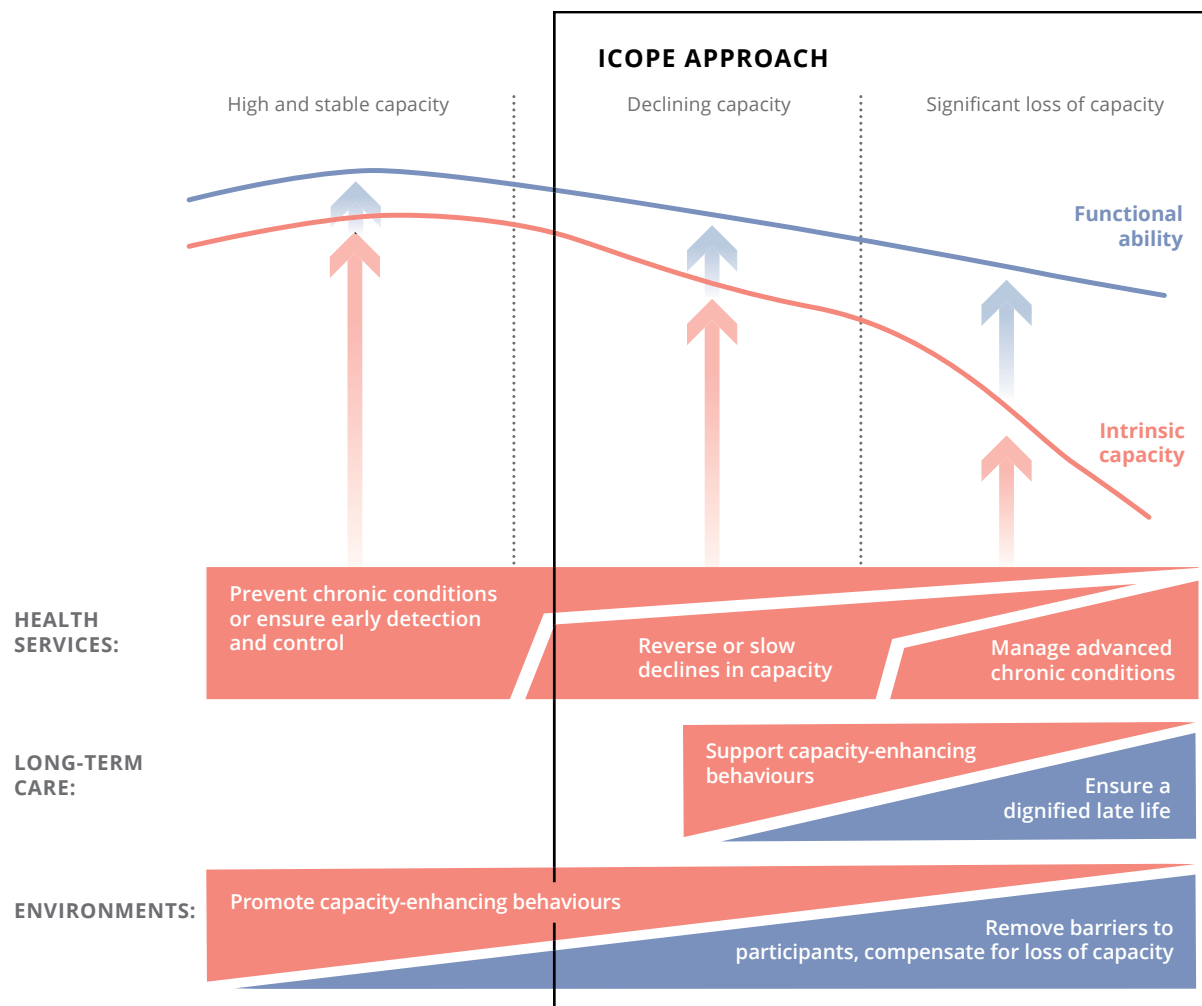 ICOPE APPROACH
High and stable capacity
Declining capacity
Significant loss of capacity
Functional
ability
Intrinsic
capacity
HEALTH
SERVICES:
Prevent chronic conditions
or ensure early detection
and control
Reverse or slow
declines in capacity
Manage advanced
chronic conditions
LONG-TERM
CARE:
Support capacity-enhancing
behaviours
Ensure a
dignified late life
ENVIRONMENTS:
Promote capacity-enhancing behaviours
Remove barriers to
participants, compensate for loss of capacity